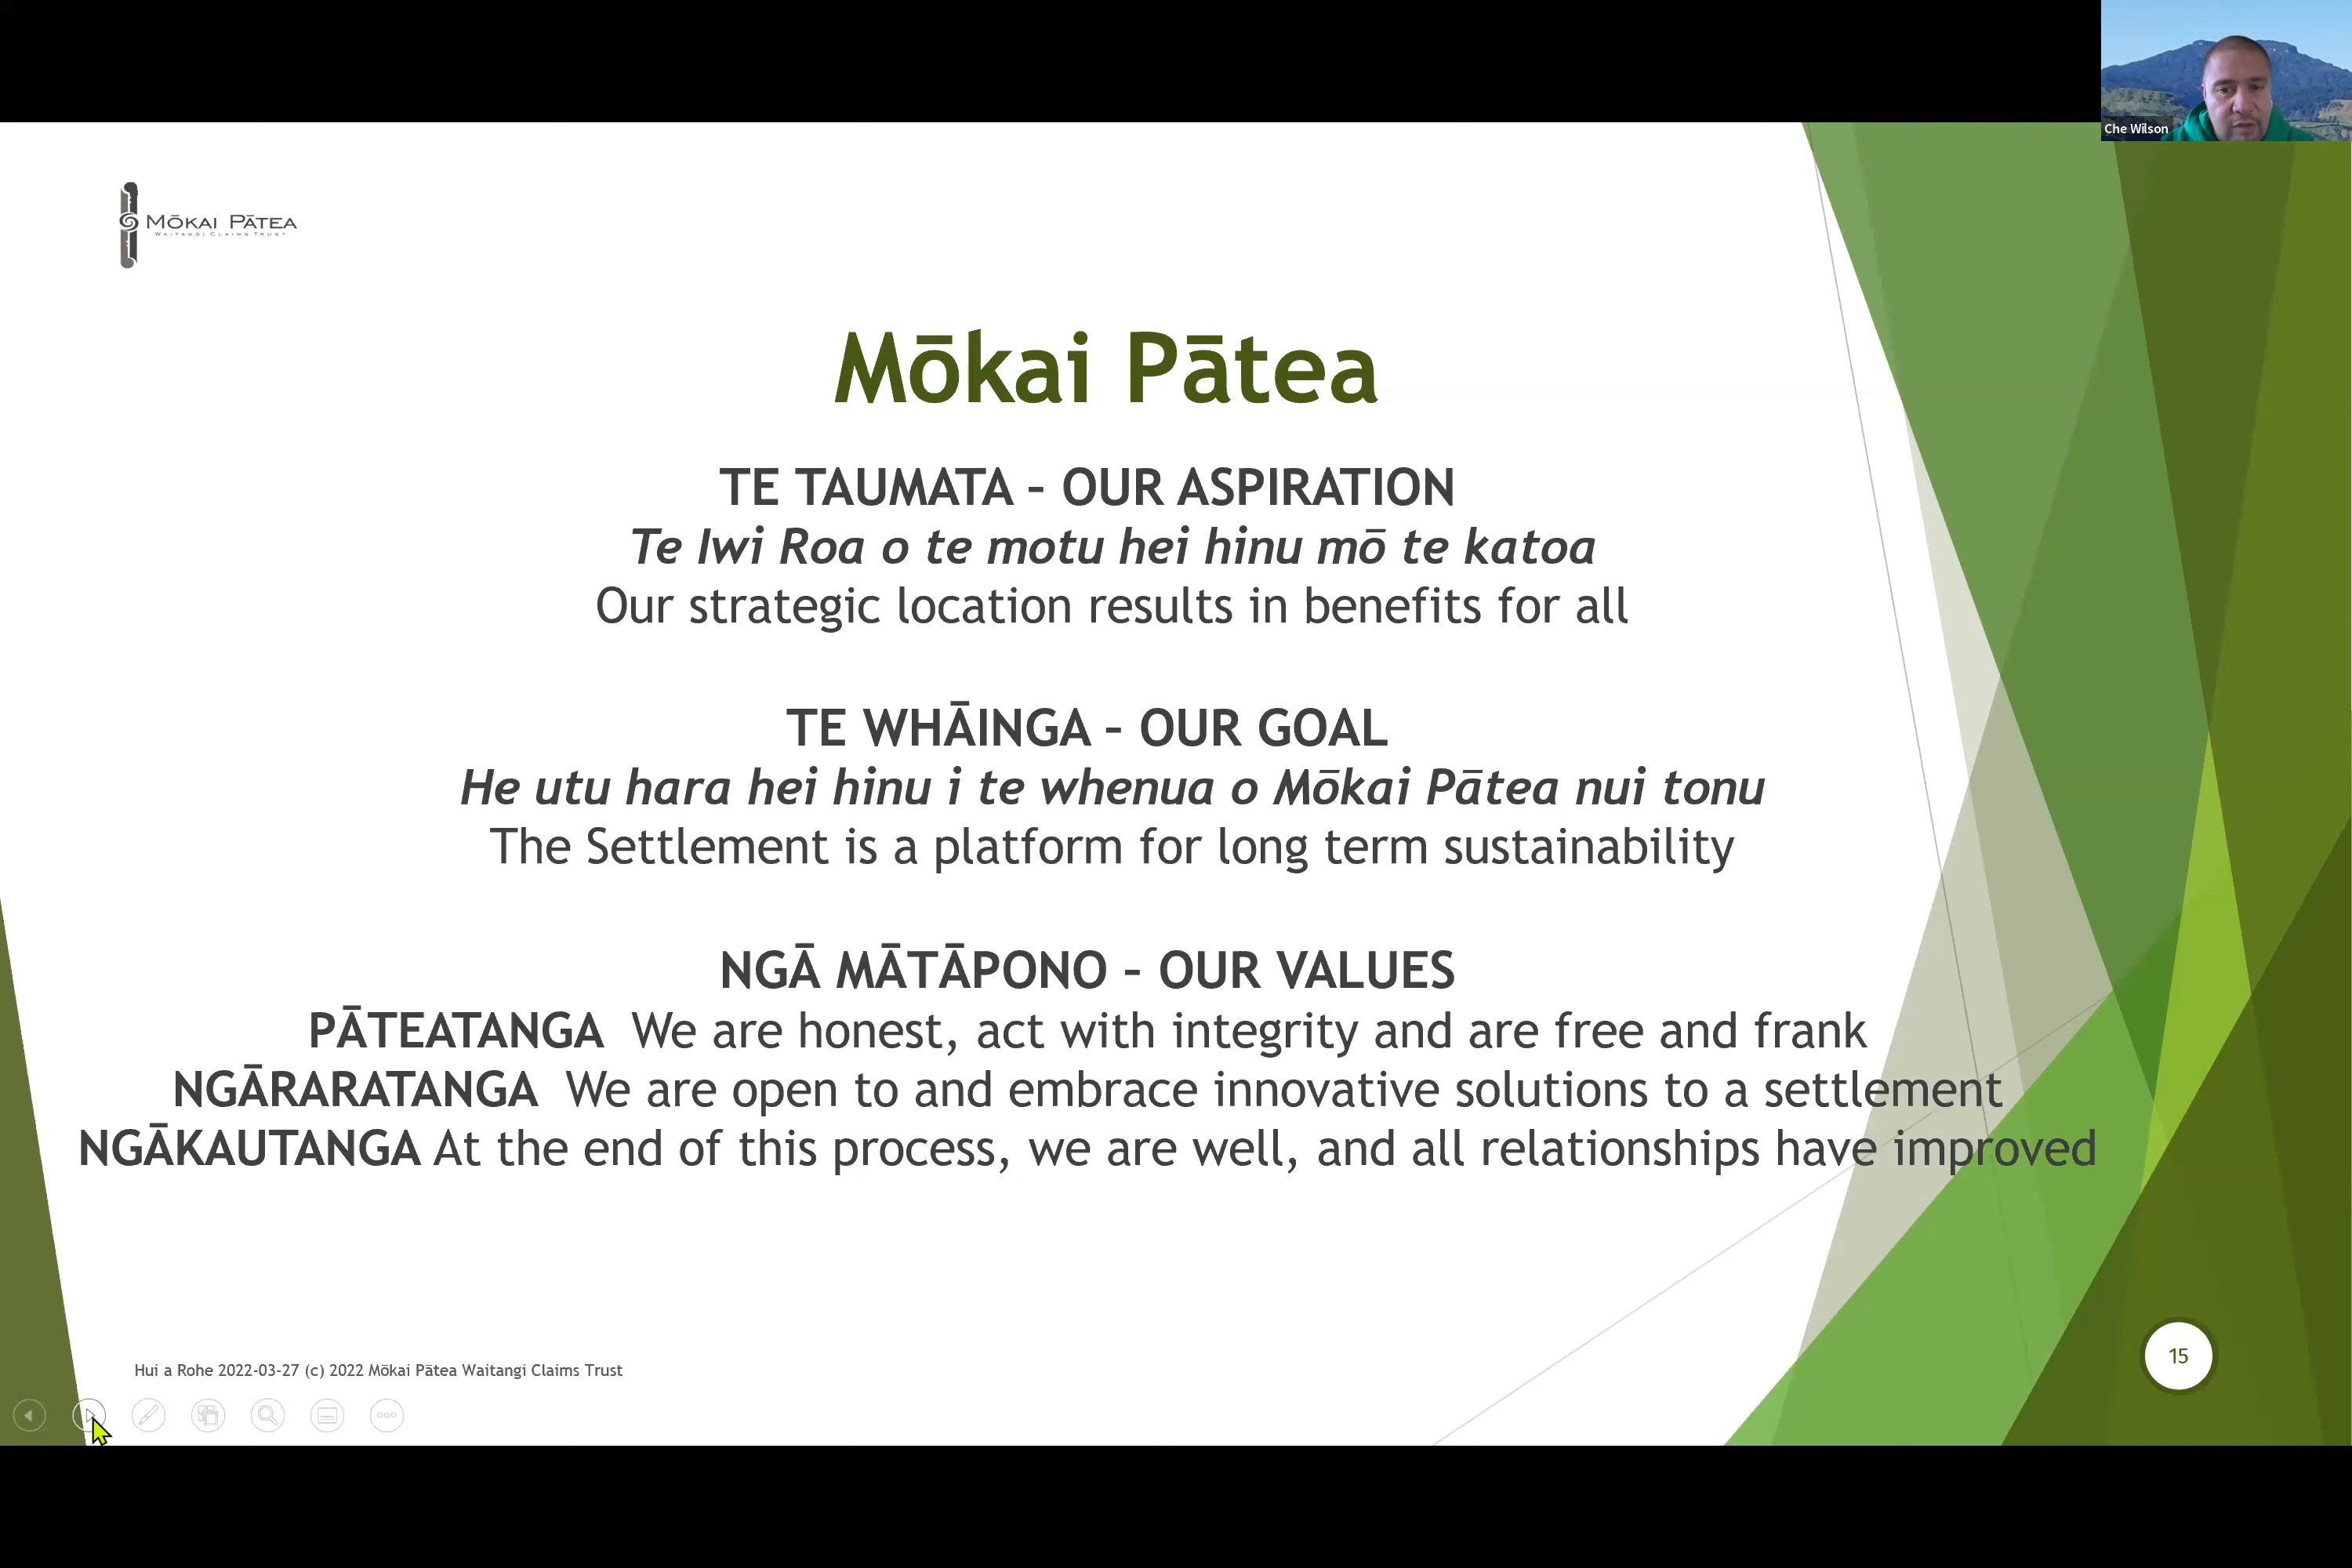 Che Wilson
MŌKAI PĀTEA
WAITANGI CLAIMS TRUST
Mōkai Pātea
TE TAUMATA – OUR ASPIRATION
Te Iwi Roa o te motu hei hinu mō te katoa
Our strategic location results in benefits for all
TE WHĀINGA – OUR GOAL
He utu hara hei hinu i te whenua o Mōkai Pātea nui tonu
The Settlement is a platform for long term sustainability
NGĀ MĀTĀPONO – OUR VALUES
PĀTEATANGA We are honest, act with integrity and are free and frank
NGĀRARATANGA We are open to and embrace innovative solutions to a settlement
NGĀKAUTANGA At the end of this process, we are well, and all relationships have improved
Hui a Rohe 2022-03-27 (c) 2022 Mōkai Pātea Waitangi Claims Trust
15